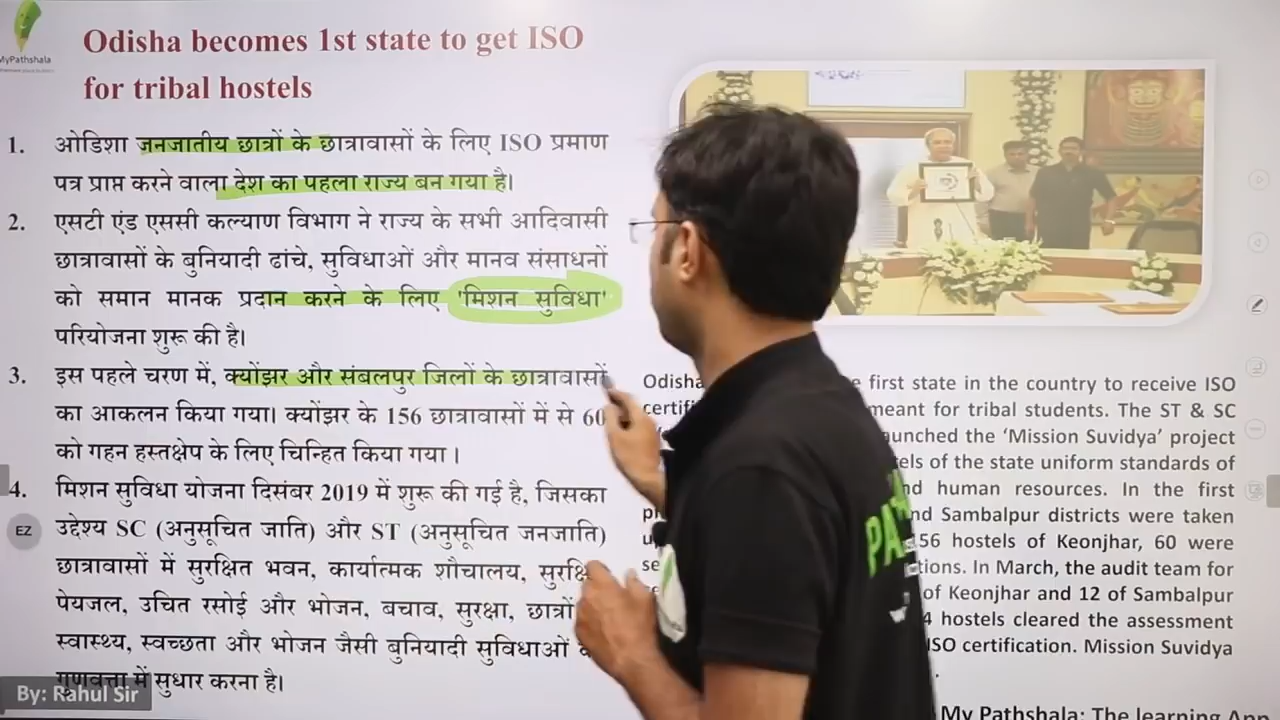 MyPathshala
Odisha becomes 1st state to get ISO
for tribal hostels
1. ओडिशा जनजातीय छात्रों के छात्रावासों के लिए ISO प्रमाण
पत्र प्राप्त करने वाला देश का पहला राज्य बन गया है।
2. एसटी एंड एससी कल्याण विभाग ने राज्य के सभी आदिवासी
छात्रावासों के बुनियादी ढांचे, सुविधाओं और मानव संसाधनों
को समान मानक प्रदान करने के लिए 'मिशन सुविधा'
परियोजना शुरू की है।
3. इस पहले चरण में, क्योंझर और संबलपुर जिलों के छात्रावासों
का आकलन किया गया। क्योंझर के 156 छात्रावासों में से 60
को गहन हस्तक्षेप के लिए चिन्हित किया गया ।
4. मिशन सुविधा योजना दिसंबर 2019 में शुरू की गई है, जिसका
उद्देश्य SC (अनुसूचित जाति) और ST (अनुसूचित जनजाति)
छात्रावासों में सुरक्षित भवन, कार्यात्मक शौचालय,
पेयजल, उचित रसोई और भोजन, बचाव, सुरक्षा, छात्रों
स्वास्थ्य, स्वच्छता और भोजन जैसी बुनियादी सुविधाओं
गुणवत्ता में सुधार करना है।
EZ
By: Rahul Sir
Odisha e first state in the country to receive ISO
certifi meant for tribal students. The ST & SC
aunched the ‘Mission Suvidya’ project
els of the state uniform standards of
nd human resources. In the first
nd Sambalpur districts were taken
56 hostels of Keonjhar, 60 were
se tions. In March, the audit team for
of Keonjhar and 12 of Sambalpur
4 hostels cleared the assessment
ISO certification. Mission Suvidya
My Pathshala: The learning App
PA